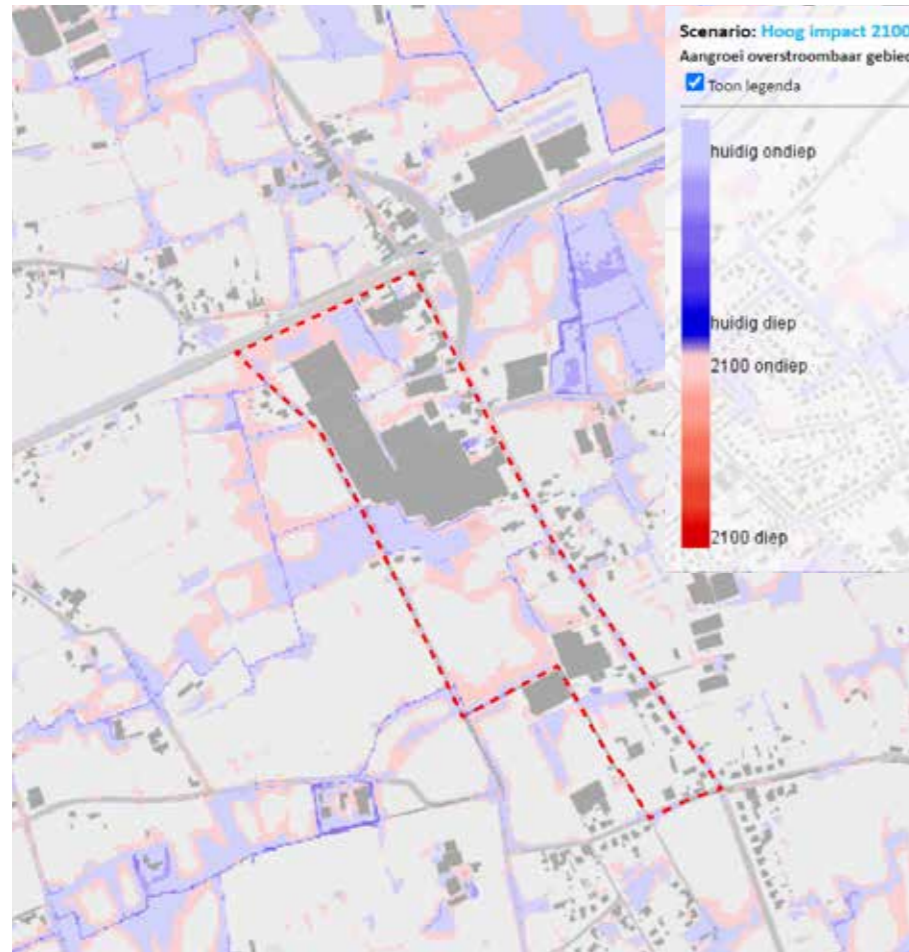 Scenario: Hoog impact 2100
Aangroei overstroombaar gebied
Toon legenda
huidig ondiep
huidig diep
2100 ondiep
2100 diep